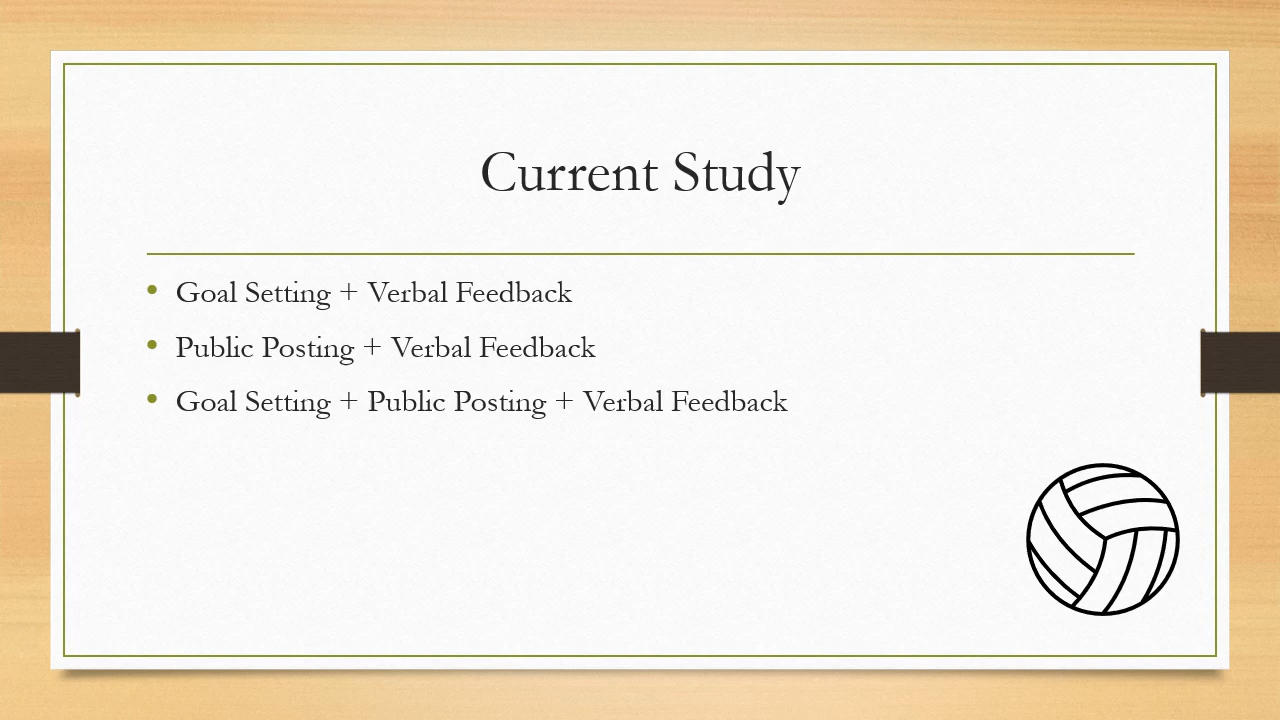 Current Study
• Goal Setting + Verbal Feedback
• Public Posting + Verbal Feedback
• Goal Setting + Public Posting + Verbal Feedback